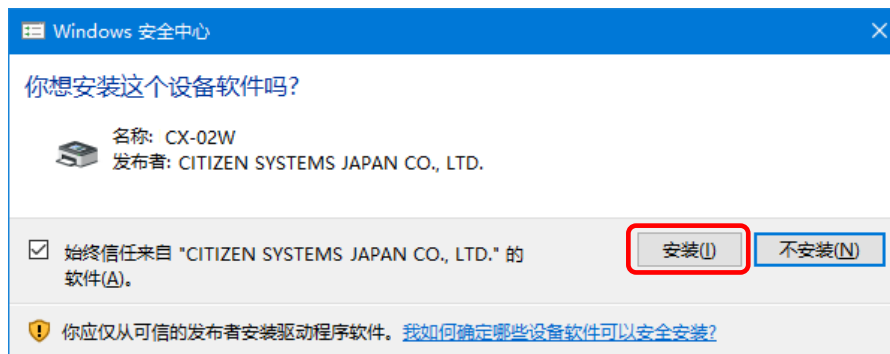 Windows 安全中心
你想安装这个设备软件吗?
名称: CX-02W
发布者: CITIZEN SYSTEMS JAPAN CO., LTD.
始终信任来自 "CITIZEN SYSTEMS JAPAN CO., LTD." 的
软件(A)。
安装(I)
不安装(N)
你应仅从可信的发布者安装驱动程序软件。我如何确定哪些设备软件可以安全安装?